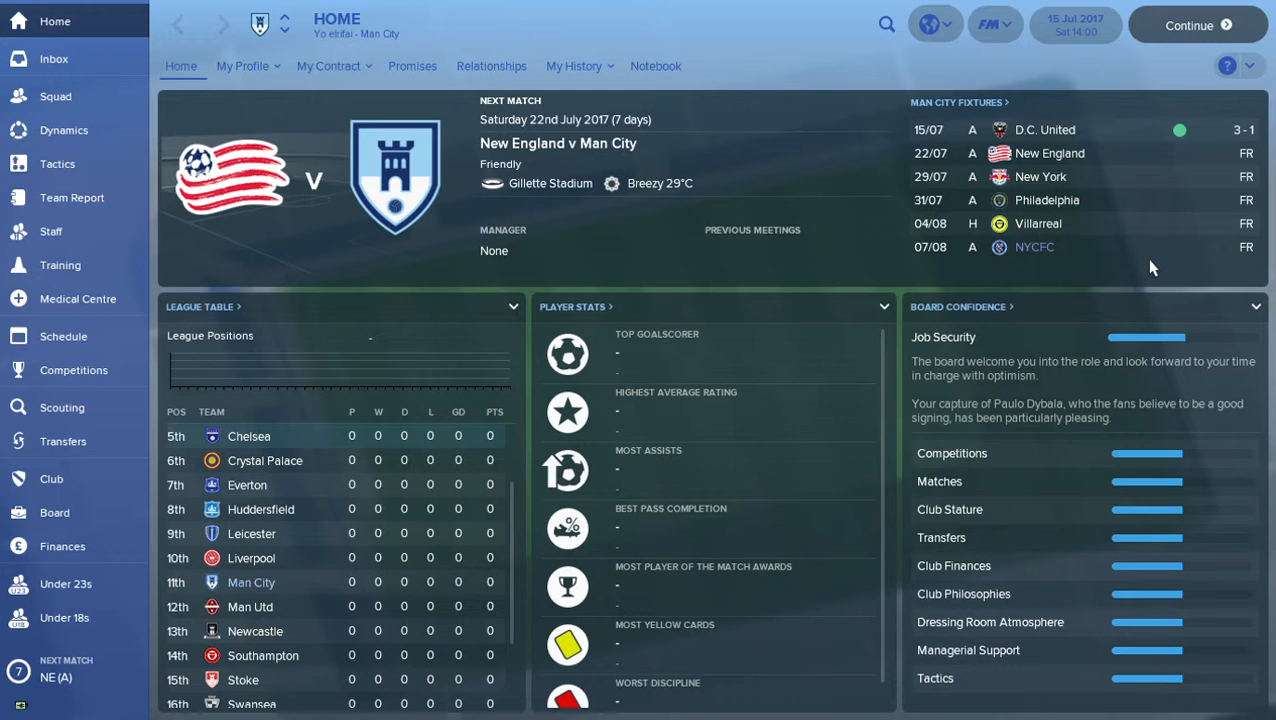 Home
Inbox
Squad
Dynamics
Tactics
Team Report
Staff
Training
Medical Centre
Schedule
Competitions
Scouting
Transfers
Club
Board
Finances
U23
Under 23s
U18
Under 18s
7
NEXT MATCH
NE (A)
HOME
Yo elrifai - Man City
FM
15 Jul 2017
Sat 14:00
Continue
Home My Profile My Contract Promises Relationships My History Notebook
?
V
NEXT MATCH
Saturday 22nd July 2017 (7 days)
New England v Man City
Friendly
Gillette Stadium Breezy 29°C
MANAGER PREVIOUS MEETINGS
None
MAN CITY FIXTURES >
15/07 A D.C. United 3 - 1
22/07 A New England FR
29/07 A New York FR
31/07 A Philadelphia FR
04/08 H Villarreal FR
07/08 A NYCFC FR
LEAGUE TABLE >
League Positions -
POS TEAM P W D L GD PTS
5th Chelsea 0 0 0 0 0 0
6th Crystal Palace 0 0 0 0 0 0
7th Everton 0 0 0 0 0 0
8th Huddersfield 0 0 0 0 0 0
9th Leicester 0 0 0 0 0 0
10th Liverpool 0 0 0 0 0 0
11th Man City 0 0 0 0 0 0
12th Man Utd 0 0 0 0 0 0
13th Newcastle 0 0 0 0 0 0
14th Southampton 0 0 0 0 0 0
15th Stoke 0 0 0 0 0 0
16th Swansea 0 0 0 0 0 0
PLAYER STATS >
TOP GOALSCORER
-
-
HIGHEST AVERAGE RATING
-
-
MOST ASSISTS
-
-
BEST PASS COMPLETION
-
-
MOST PLAYER OF THE MATCH AWARDS
-
-
MOST YELLOW CARDS
-
-
WORST DISCIPLINE
-
BOARD CONFIDENCE >
Job Security
The board welcome you into the role and look forward to your time
in charge with optimism.
Your capture of Paulo Dybala, who the fans believe to be a good
signing, has been particularly pleasing.
Competitions
Matches
Club Stature
Transfers
Club Finances
Club Philosophies
Dressing Room Atmosphere
Managerial Support
Tactics